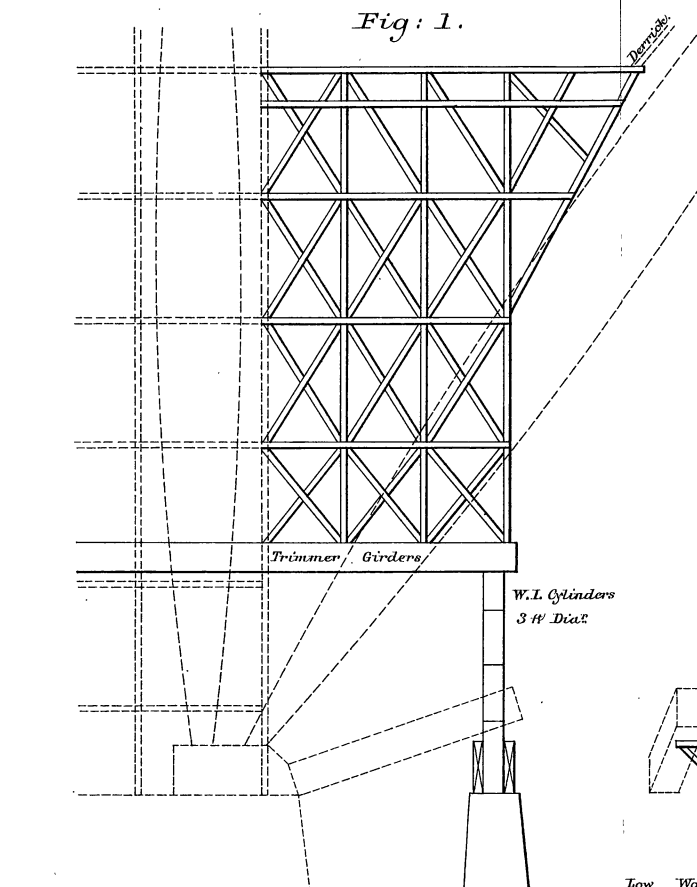 Fig: 1.
Derrick.
Trimmer Girders
W.I. Cylinders
3 ft Diar.
Low